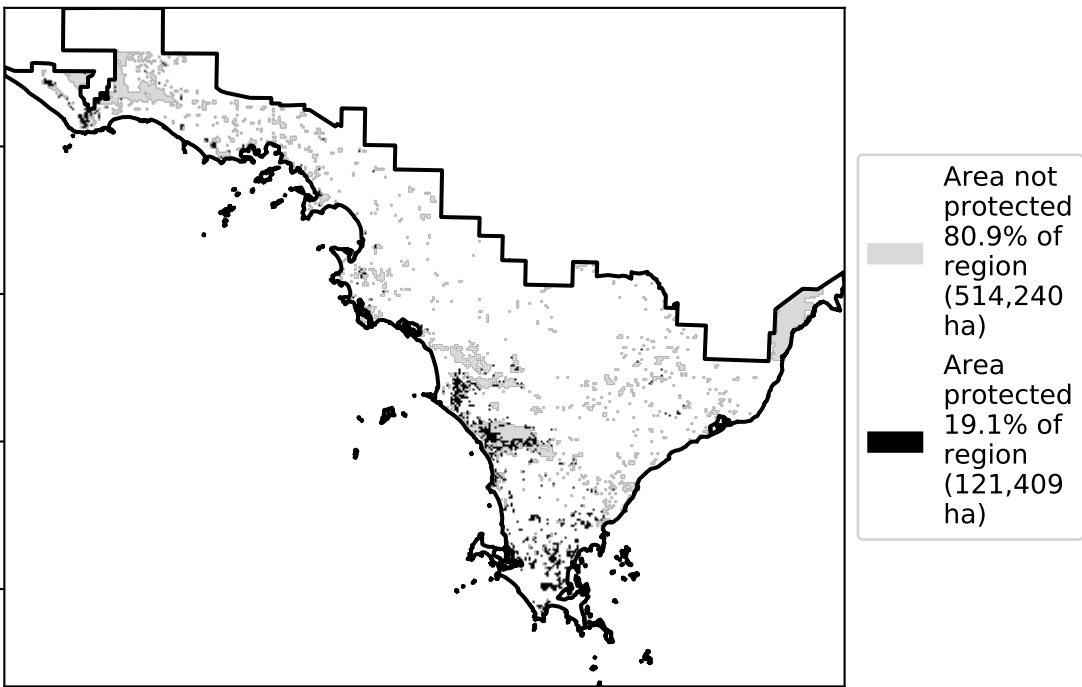 Area not
protected
80.9% of
region
(514,240
ha)
Area
protected
19.1% of
region
(121,409
ha)